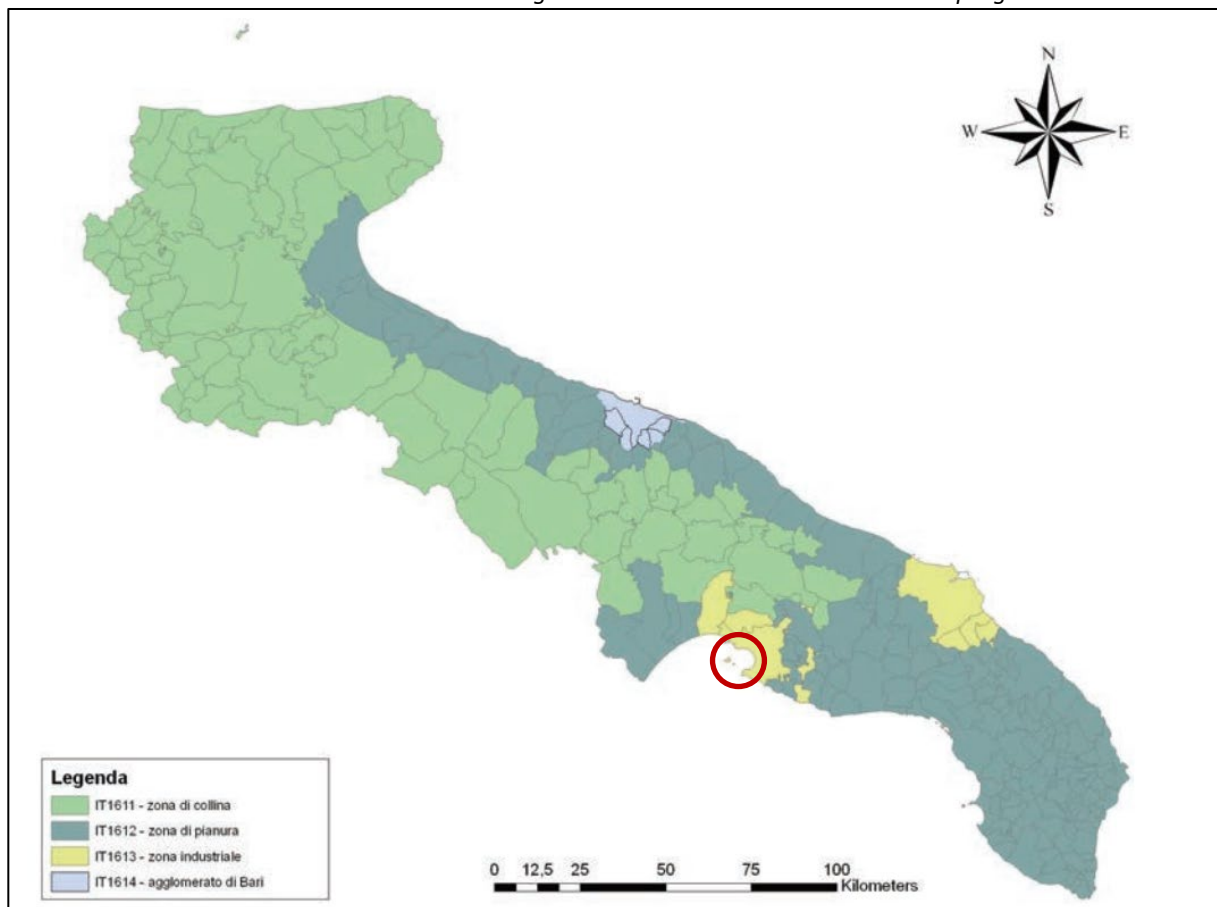 N
W E
S
Legenda
IT1611 - zona di collina
IT1612 - zona di pianura
IT1613 - zona industriale
IT1614 - agglomerato di Bari
0 12,5 25 50 75 100
Kilometers